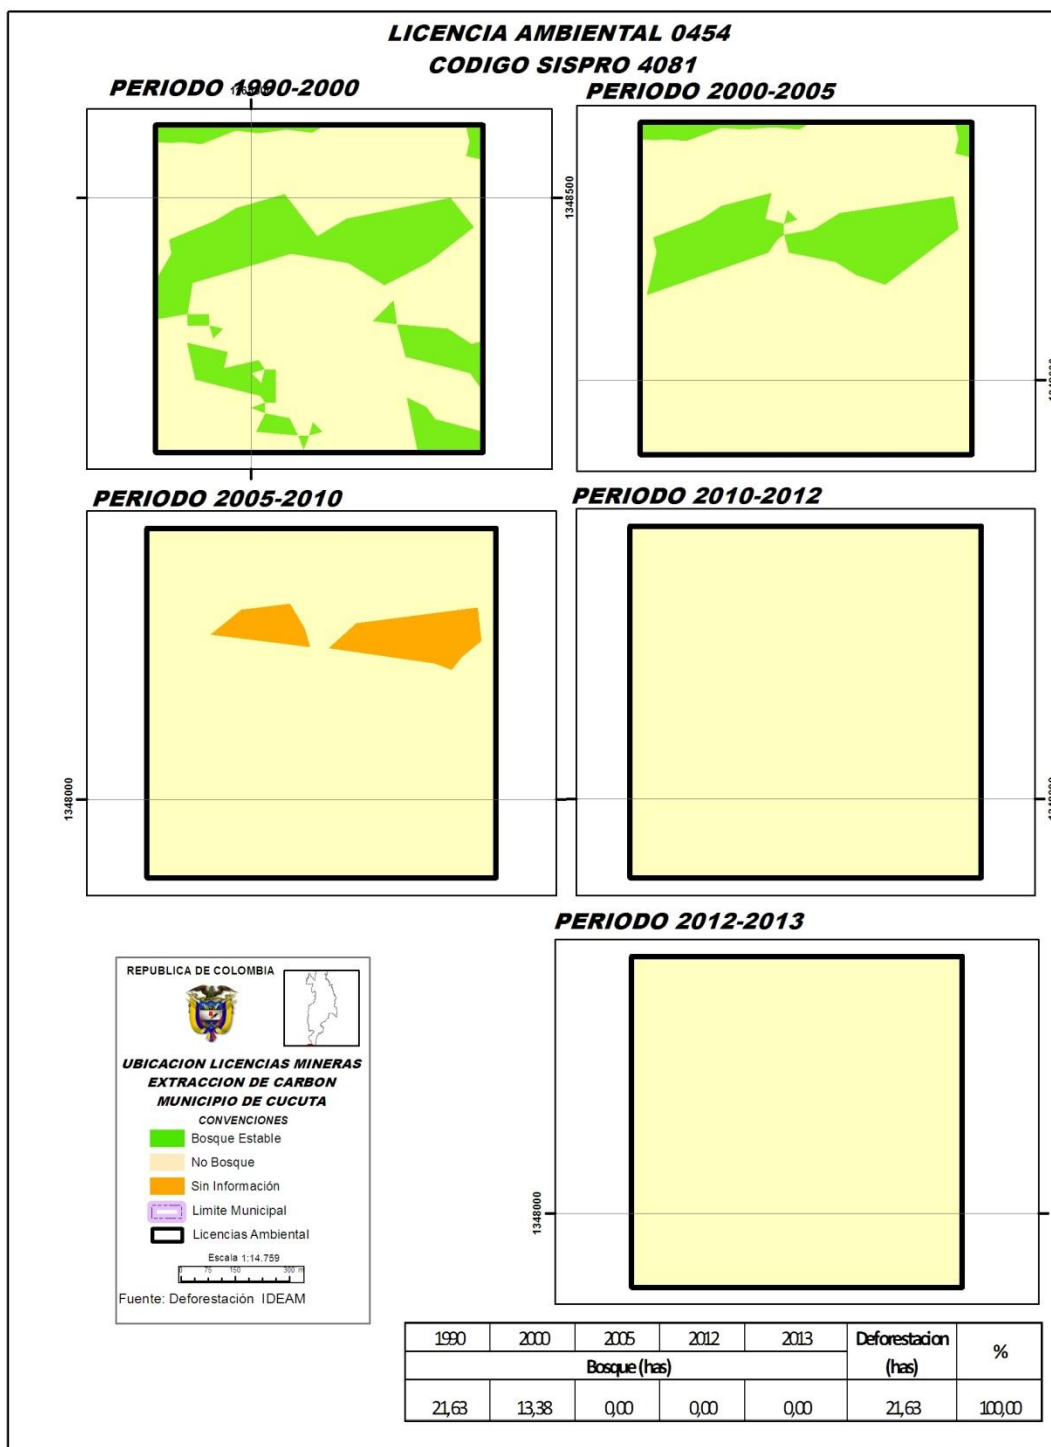 LICENCIA AMBIENTAL 0454
CODIGO SISPRO 4081
PERIODO 1990-2000
PERIODO 2000-2005
1348500
PERIODO 2005-2010
PERIODO 2010-2012
1348000
PERIODO 2012-2013
1348000
REPUBLICA DE COLOMBIA
UBICACION LICENCIAS MINERAS
EXTRACCION DE CARBON
MUNICIPIO DE CUCUTA
CONVENCIONES
Bosque Estable
No Bosque
Sin Información
Limite Municipal
Licencias Ambiental
Escala 1:14.759
0 75 150 300 m
Fuente: Deforestación IDEAM
1990 2000 2005 2012 2013 Deforestacion (has) %
Bosque (has)
21,63 13,38 0,00 0,00 0,00 21,63 100,00